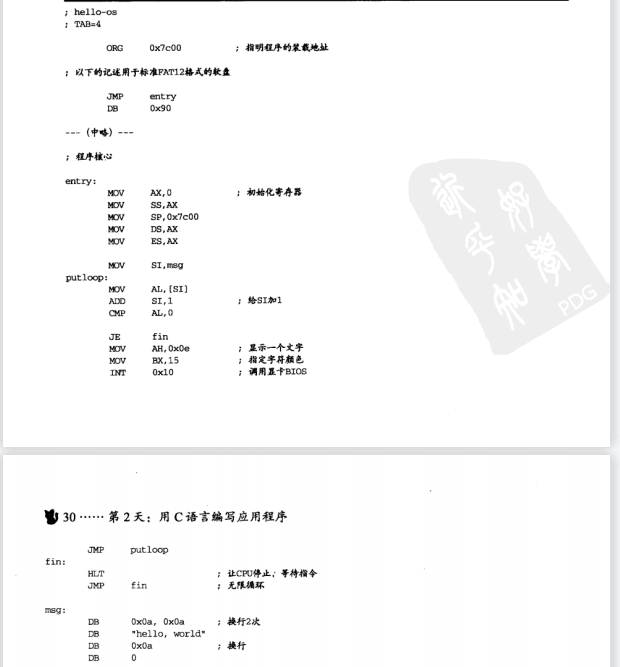 ; hello-os
; TAB=4
ORG 0x7c00 ; 指明程序的装载地址
; 以下的记述用于标准FAT12格式的软盘
JMP entry
DB 0x90
---（中略）---
; 程序核心
entry:
MOV AX,0 ; 初始化寄存器
MOV SS,AX
MOV SP,0x7c00
MOV DS,AX
MOV ES,AX
MOV SI,msg
putloop:
MOV AL,[SI]
ADD SI,1 ; 给SI加1
CMP AL,0
JE fin
MOV AH,0x0e ; 显示一个文字
MOV BX,15 ; 指定字符颜色
INT 0x10 ; 调用显卡BIOS
PDG
30 …… 第2天：用C语言编写应用程序
JMP putloop
fin:
HLT ; 让CPU停止；等待指令
JMP fin ; 无限循环
msg:
DB 0x0a, 0x0a ; 换行2次
DB "hello, world"
DB 0x0a ; 换行
DB 0